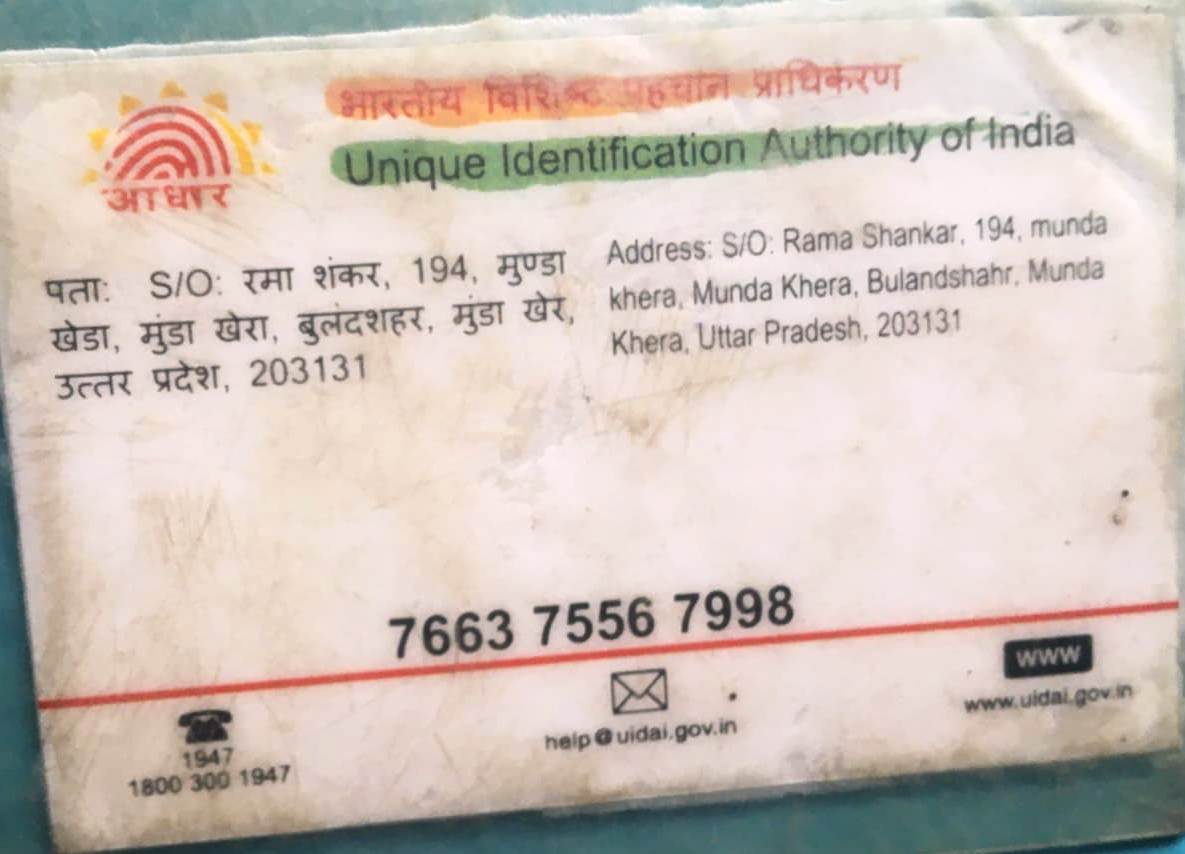 भारतीय विशिष्ट पहचान प्राधिकरण
Unique Identification Authority of India
आधार
पता: S/O: रमा शंकर, 194, मुण्डा
खेडा, मुंडा खेरा, बुलंदशहर, मुंडा खेर,
उत्तर प्रदेश, 203131
Address: S/O: Rama Shankar, 194, munda
khera, Munda Khera, Bulandshahr, Munda
Khera, Uttar Pradesh, 203131
7663 7556 7998
1947
1800 300 1947
help@uidai.gov.in
www
www.uidai.gov.in